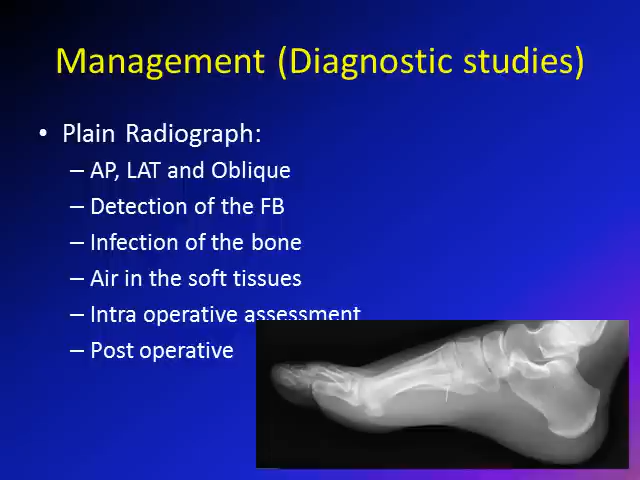 Management (Diagnostic studies)
• Plain Radiograph:
– AP, LAT and Oblique
– Detection of the FB
– Infection of the bone
– Air in the soft tissues
– Intra operative assessment
– Post operative